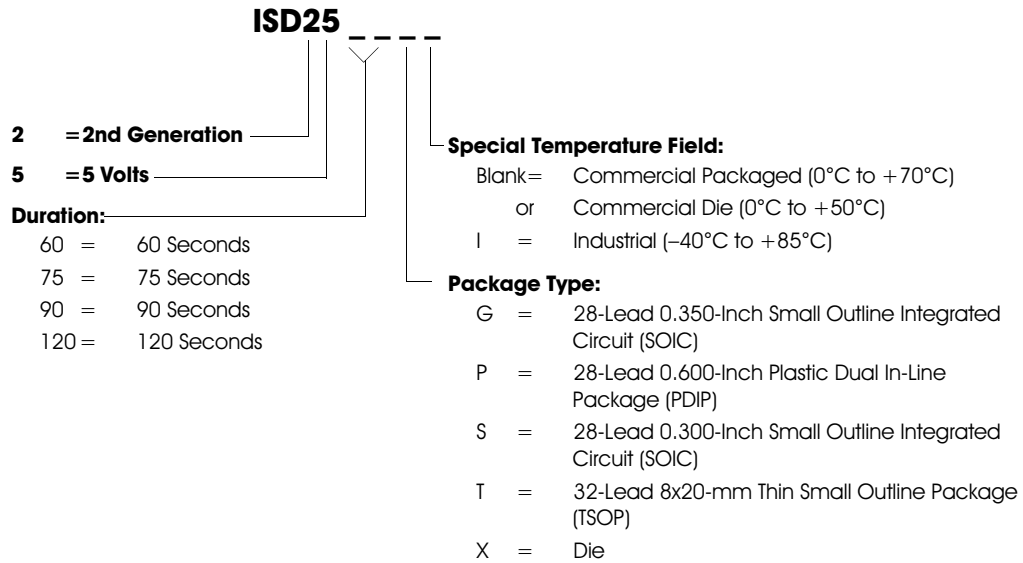 ISD25 _ _ _ _
2 =2nd Generation
5 =5 Volts
Duration:
60 = 60 Seconds
75 = 75 Seconds
90 = 90 Seconds
120= 120 Seconds
Special Temperature Field:
Blank= Commercial Packaged (0°C to +70°C)
or Commercial Die (0°C to +50°C)
I = Industrial (–40°C to +85°C)
Package Type:
G = 28-Lead 0.350-Inch Small Outline Integrated
Circuit (SOIC)
P = 28-Lead 0.600-Inch Plastic Dual In-Line
Package (PDIP)
S = 28-Lead 0.300-Inch Small Outline Integrated
Circuit (SOIC)
T = 32-Lead 8x20-mm Thin Small Outline Package
(TSOP)
X = Die